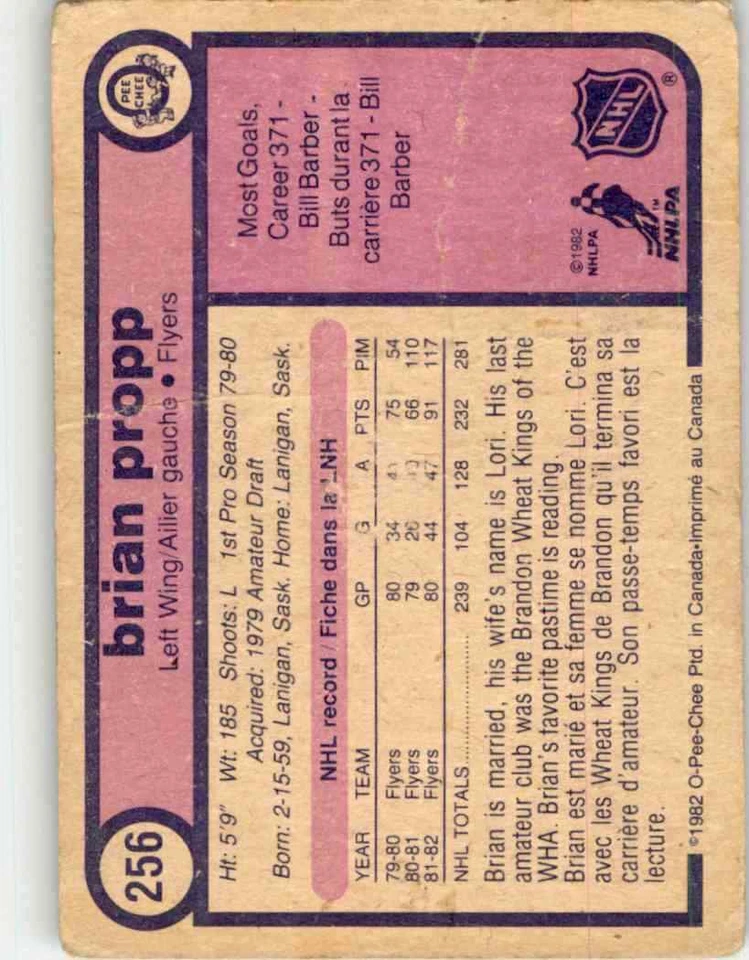 256
PEE
CHEE
brian propp
Left Wing/Ailier gauche • Flyers
Ht: 5'9" Wt: 185 Shoots: L 1st Pro Season 79-80
Acquired: 1979 Amateur Draft
Born: 2-15-59, Lanigan, Sask. Home: Lanigan, Sask.
NHL record / Fiche dans la LNH
YEAR TEAM GP G A PTS PIM
79-80 Flyers 80 34 75 54
80-81 Flyers 79 26 66 110
81-82 Flyers 80 44 47 91 117
NHL TOTALS 239 104 128 232 281
Brian is married, his wife's name is Lori. His last
amateur club was the Brandon Wheat Kings of the
WHA. Brian's favorite pastime is reading.
Brian est marié et sa femme se nomme Lori. C'est
avec les Wheat Kings de Brandon qu'il termina sa
carrière d'amateur. Son passe-temps favori est la
lecture.
Most Goals,
Career 371 -
Bill Barber -
Buts durant la
carrière 371 - Bill
Barber
©1982
NHLPA
NHLPA
TM
NHL
®
©1982 O-Pee-Chee Ptd. in Canada•Imprimé au Canada